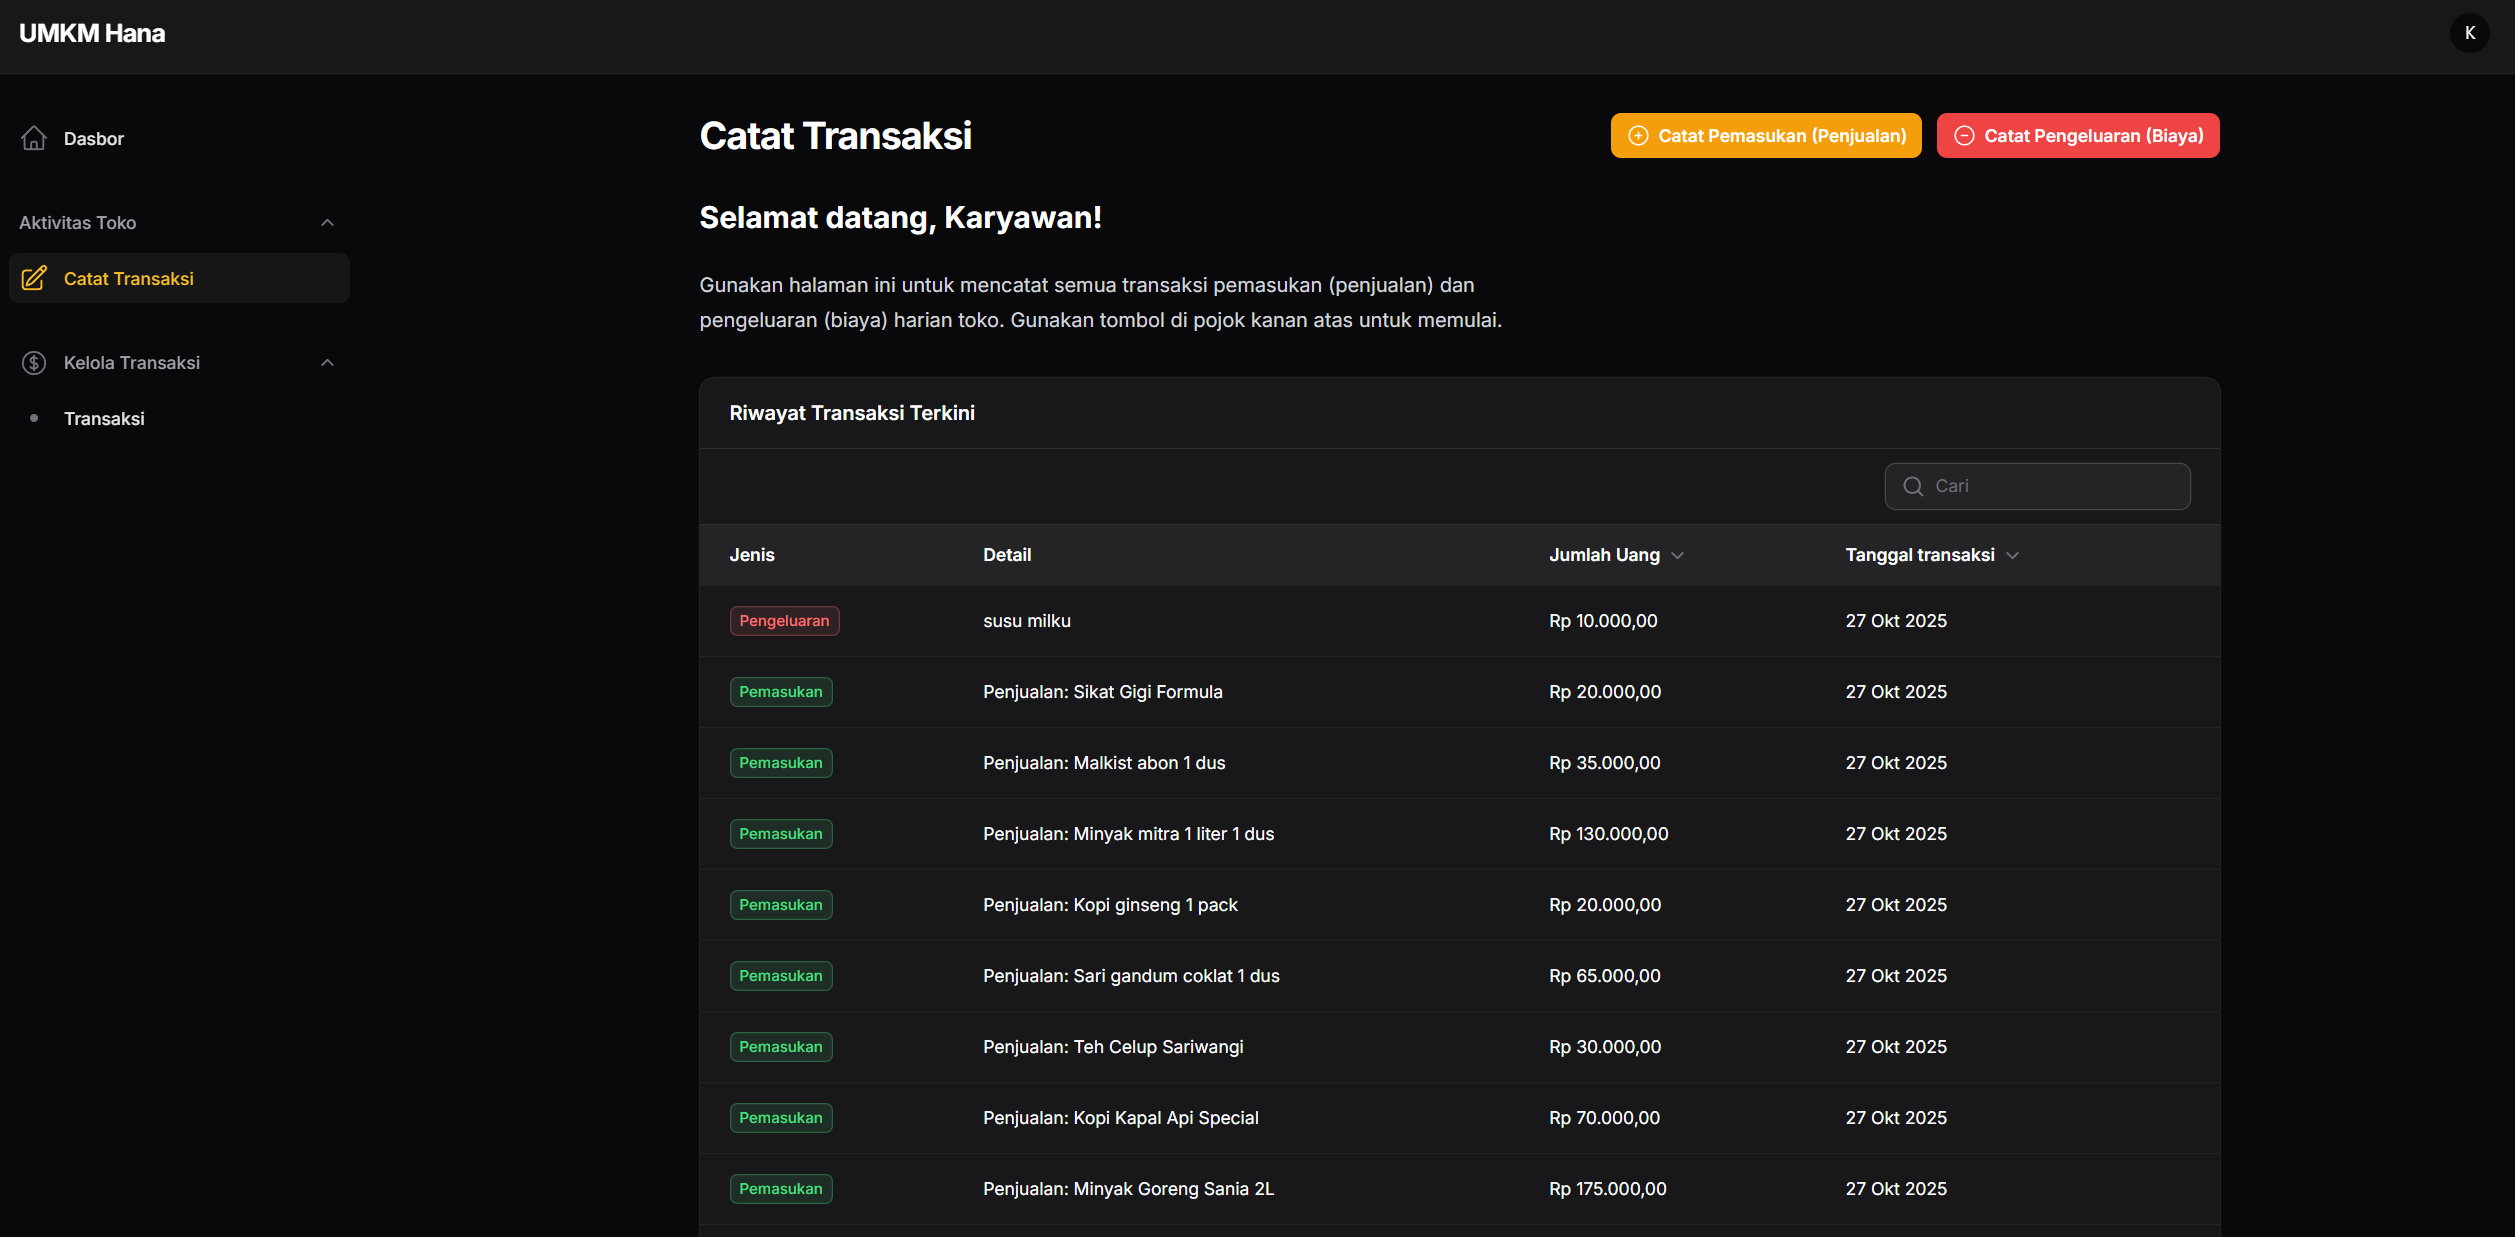 UMKM Hana
K
Dasbor
Aktivitas Toko
Catat Transaksi
Kelola Transaksi
Transaksi
Catat Transaksi
Catat Pemasukan (Penjualan)
Catat Pengeluaran (Biaya)
Selamat datang, Karyawan!
Gunakan halaman ini untuk mencatat semua transaksi pemasukan (penjualan) dan
pengeluaran (biaya) harian toko. Gunakan tombol di pojok kanan atas untuk memulai.
Riwayat Transaksi Terkini
Cari
Jenis Detail Jumlah Uang Tanggal transaksi
Pengeluaran susu milku Rp 10.000,00 27 Okt 2025
Pemasukan Penjualan: Sikat Gigi Formula Rp 20.000,00 27 Okt 2025
Pemasukan Penjualan: Malkist abon 1 dus Rp 35.000,00 27 Okt 2025
Pemasukan Penjualan: Minyak mitra 1 liter 1 dus Rp 130.000,00 27 Okt 2025
Pemasukan Penjualan: Kopi ginseng 1 pack Rp 20.000,00 27 Okt 2025
Pemasukan Penjualan: Sari gandum coklat 1 dus Rp 65.000,00 27 Okt 2025
Pemasukan Penjualan: Teh Celup Sariwangi Rp 30.000,00 27 Okt 2025
Pemasukan Penjualan: Kopi Kapal Api Special Rp 70.000,00 27 Okt 2025
Pemasukan Penjualan: Minyak Goreng Sania 2L Rp 175.000,00 27 Okt 2025